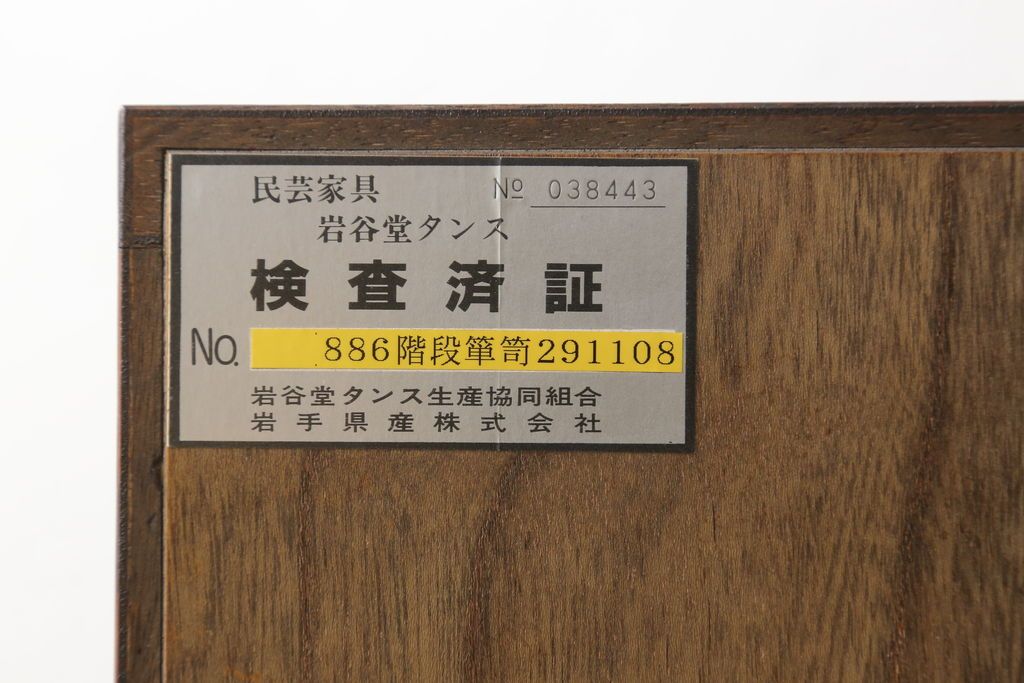 民芸家具 № 038443
岩谷堂タンス
検査済証
No. 886階段箪笥291108
岩谷堂タンス生産協同組合
岩手県産株式会社